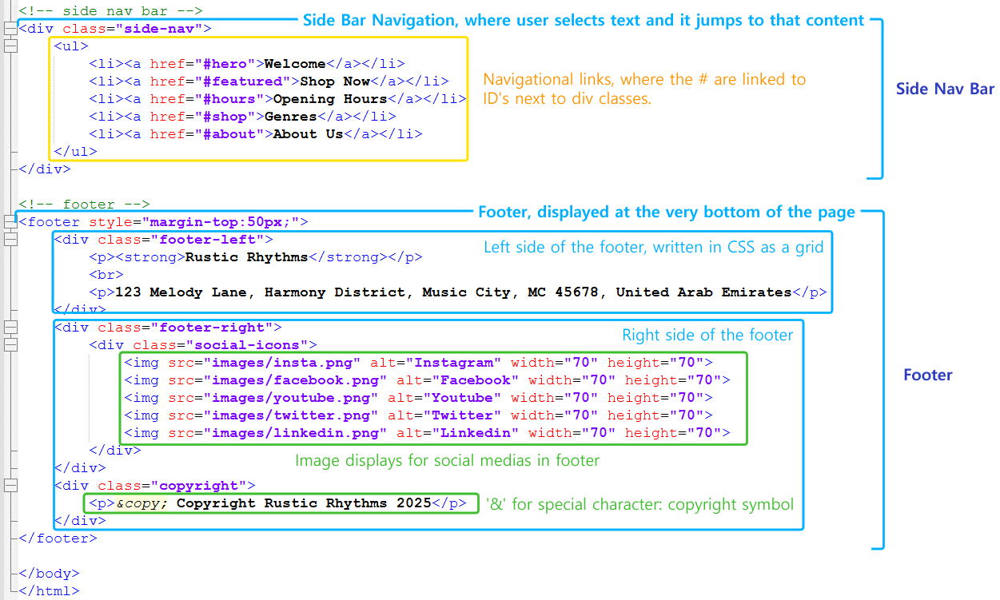 <!-- side nav bar -->
Side Bar Navigation, where user selects text and it jumps to that content
<div class="side-nav">
<ul>
<li><a href="#hero">Welcome</a></li>
<li><a href="#featured">Shop Now</a></li>
<li><a href="#hours">Opening Hours</a></li>
<li><a href="#shop">Genres</a></li>
<li><a href="#about">About Us</a></li>
</ul>
</div>
Navigational links, where the # are linked to
ID's next to div classes.
Side Nav Bar
<!-- footer -->
Footer, displayed at the very bottom of the page
<footer style="margin-top:50px;">
<div class="footer-left">
Left side of the footer, written in CSS as a grid
<p><strong>Rustic Rhythms</strong></p>
<br>
<p>123 Melody Lane, Harmony District, Music City, MC 45678, United Arab Emirates</p>
</div>
<div class="footer-right">
Right side of the footer
<div class="social-icons">
<img src="images/insta.png" alt="Instagram" width="70" height="70">
<img src="images/facebook.png" alt="Facebook" width="70" height="70">
<img src="images/youtube.png" alt="Youtube" width="70" height="70">
<img src="images/twitter.png" alt="Twitter" width="70" height="70">
<img src="images/linkedin.png" alt="Linkedin" width="70" height="70">
</div>
Image displays for social medias in footer
</div>
<div class="copyright">
<p>&copy; Copyright Rustic Rhythms 2025</p>
'&' for special character: copyright symbol
</div>
</footer>
Footer
</body>
</html>